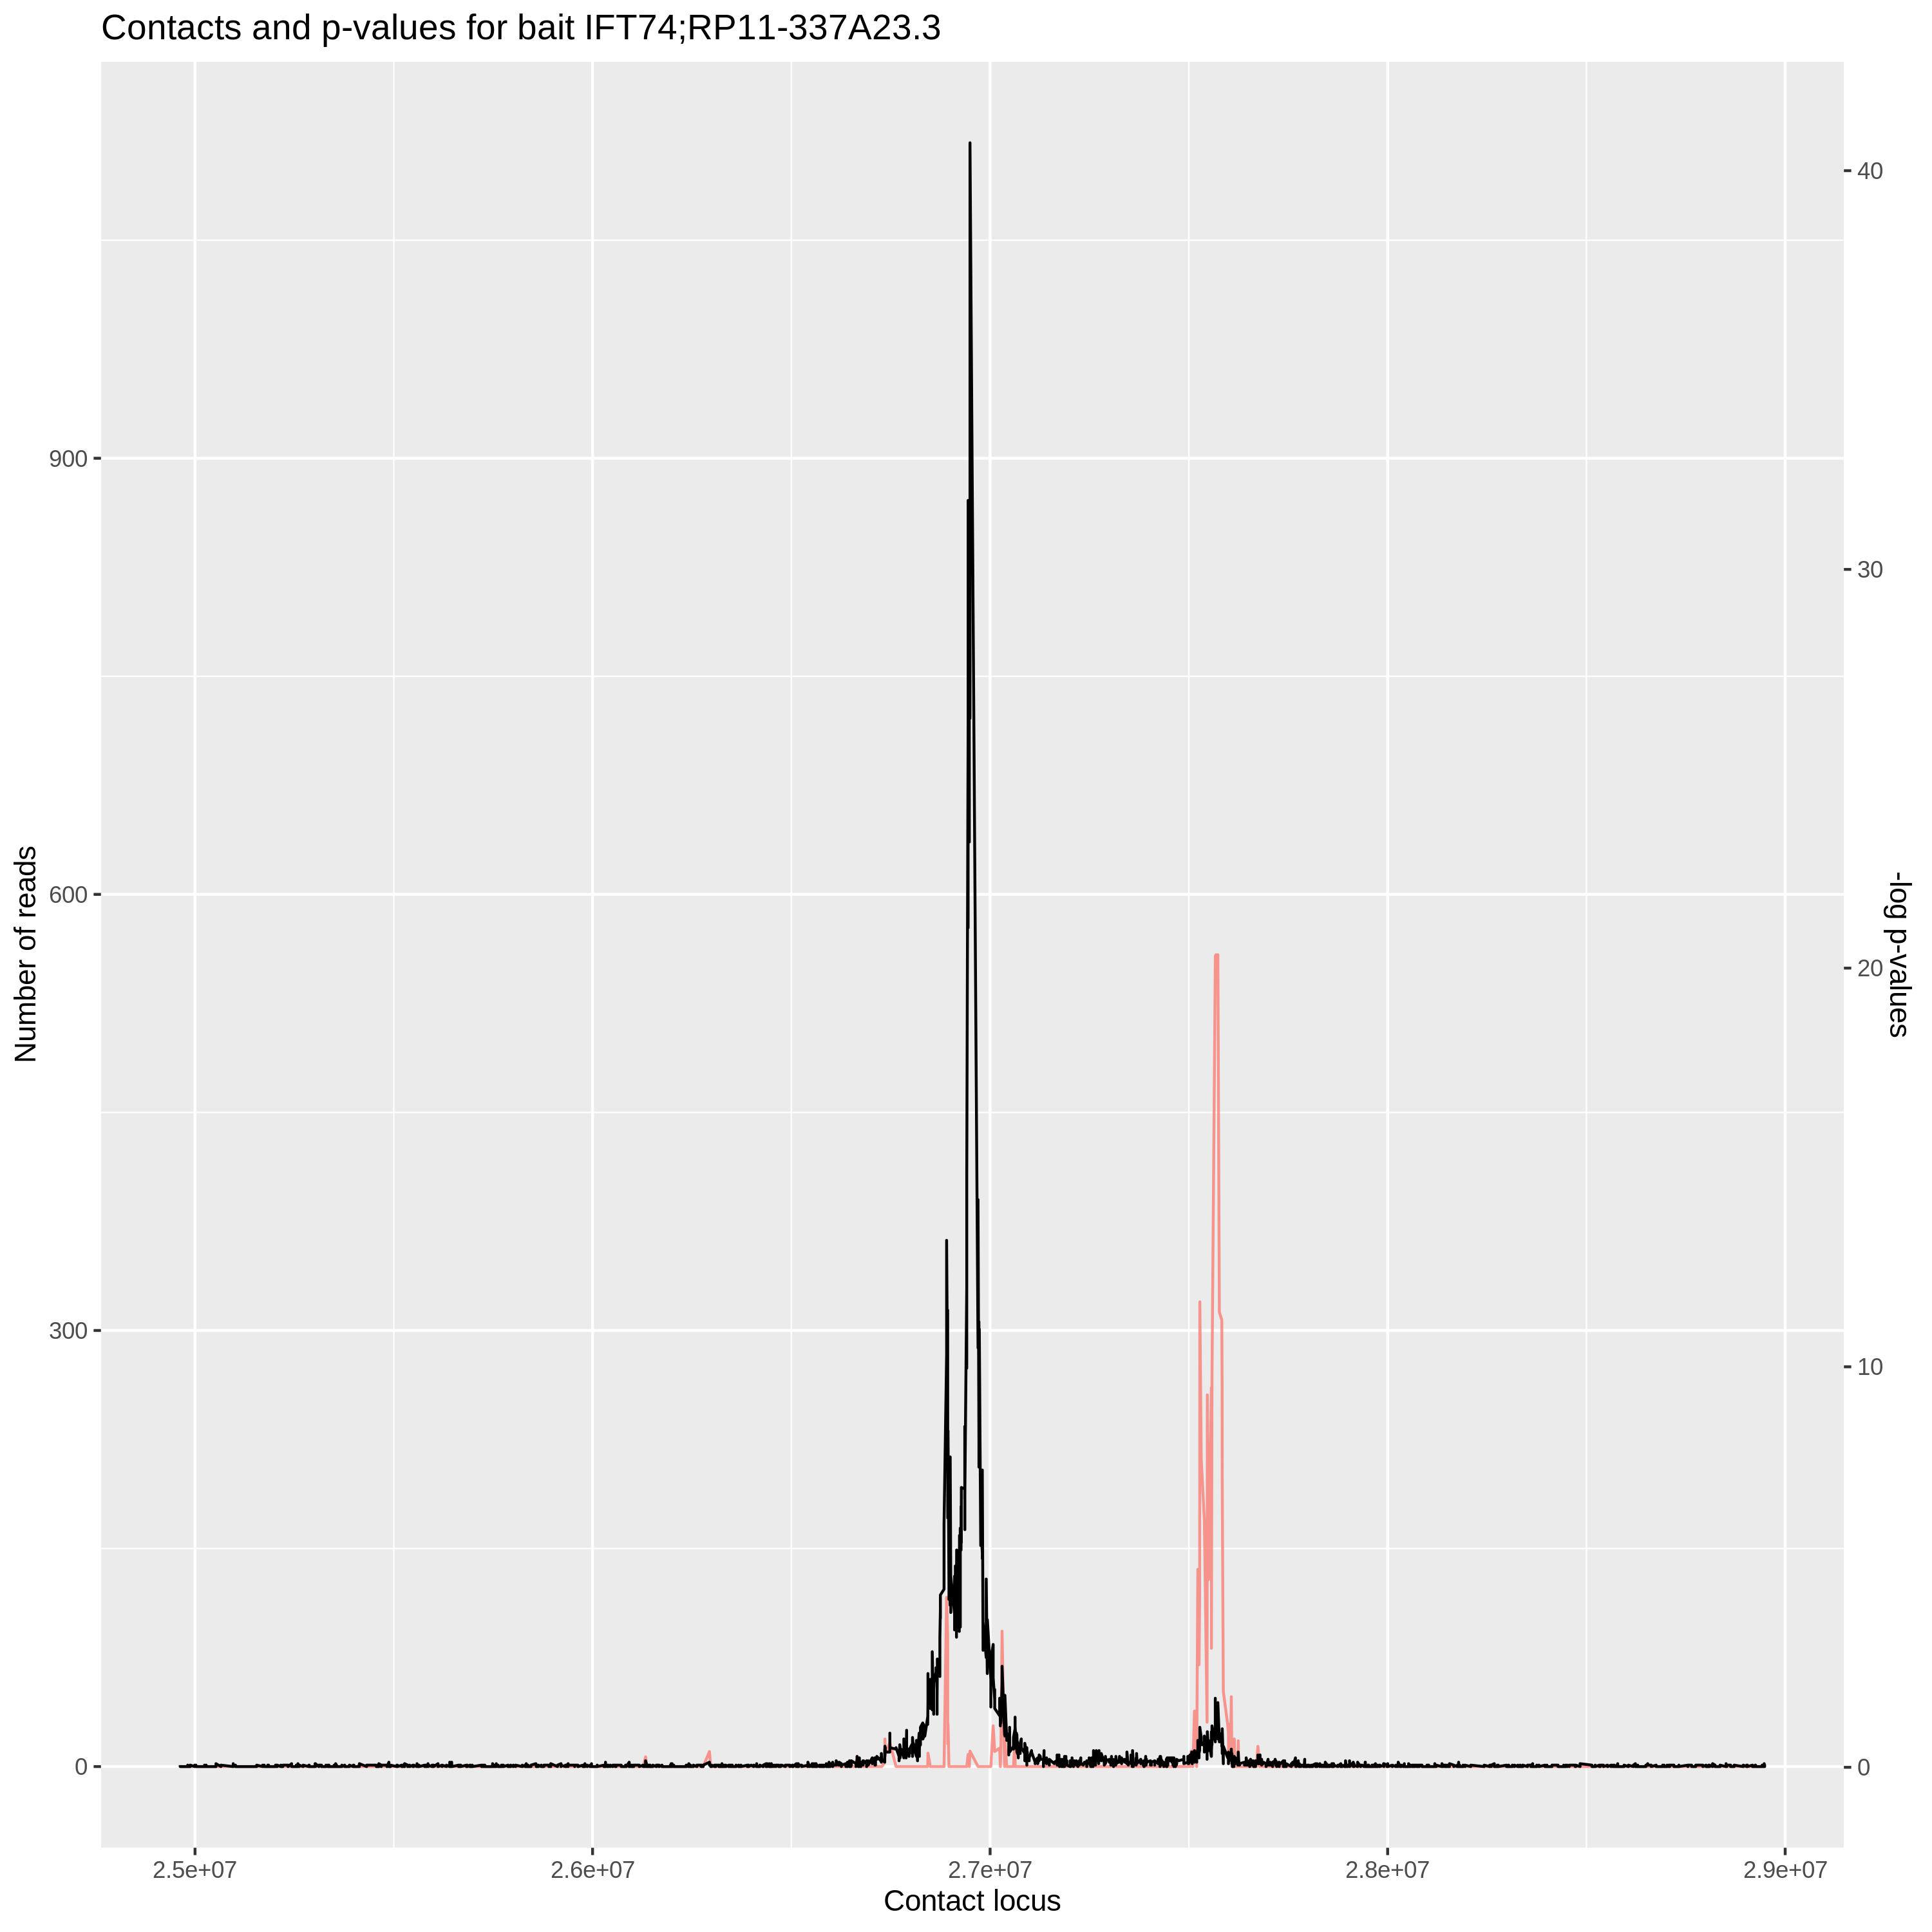 Contacts and p-values for bait IFT74;RP11-337A23.3
40
900
30
600
20
Number of reads
-log p-values
300
10
0
0
2.5e+07
2.6e+07
2.7e+07
2.8e+07
2.9e+07
Contact locus